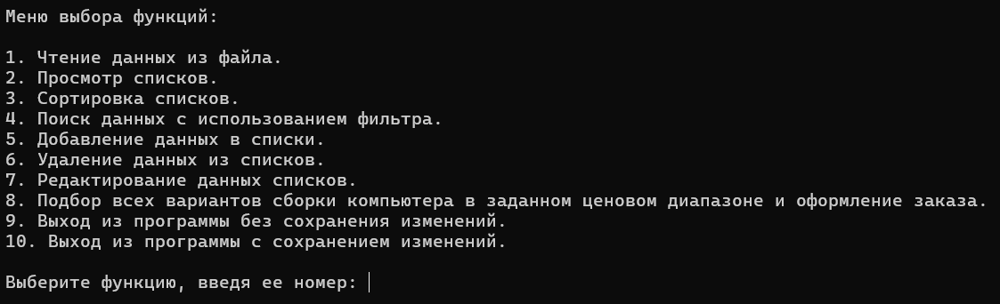 Меню выбора функций:
1. Чтение данных из файла.
2. Просмотр списков.
3. Сортировка списков.
4. Поиск данных с использованием фильтра.
5. Добавление данных в списки.
6. Удаление данных из списков.
7. Редактирование данных списков.
8. Подбор всех вариантов сборки компьютера в заданном ценовом диапазоне и оформление заказа.
9. Выход из программы без сохранения изменений.
10. Выход из программы с сохранением изменений.
Выберите функцию, введя ее номер: